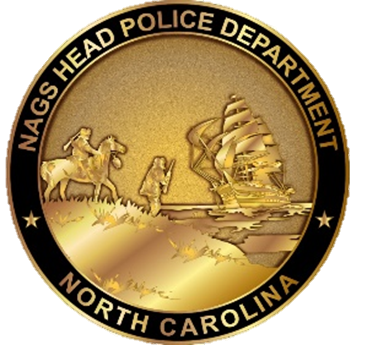 NAGS HEAD POLICE DEPARTMENT
NORTH CAROLINA